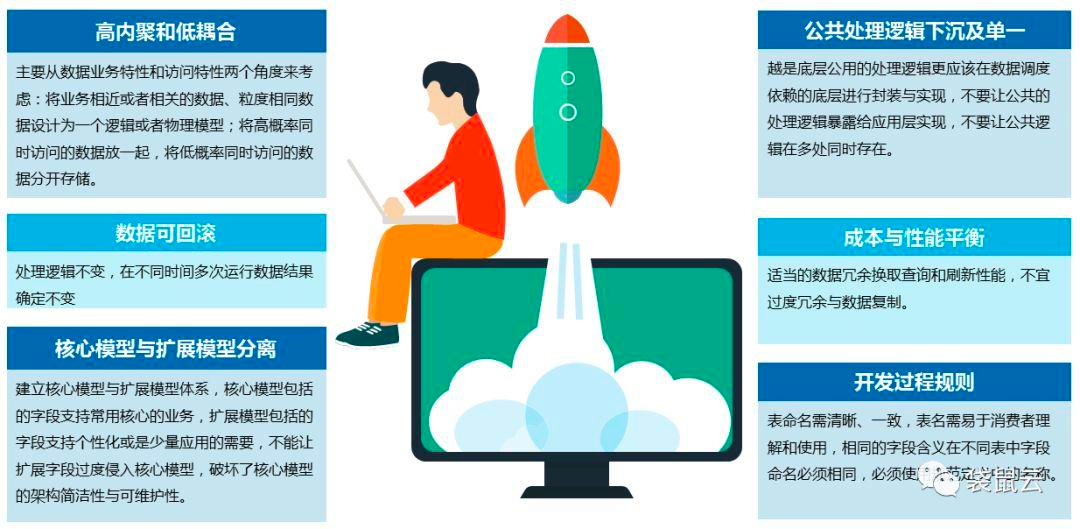 高内聚和低耦合
主要从数据业务特性和访问特性两个角度来考
虑：将业务相近或者相关的数据、粒度相同数
据设计为一个逻辑或者物理模型；将高概率同
时访问的数据放一起，将低概率同时访问的数
据分开存储。
数据可回滚
处理逻辑不变，在不同时间多次运行数据结果
确定不变
核心模型与扩展模型分离
建立核心模型与扩展模型体系，核心模型包括
的字段支持常用核心的业务，扩展模型包括的
字段支持个性化或是少量应用的需要，不能让
扩展字段过度侵入核心模型，破坏了核心模型
的架构简洁性与可维护性。
公共处理逻辑下沉及单一
越是底层公用的处理逻辑更应该在数据调度
依赖的底层进行封装与实现，不要让公共的
处理逻辑暴露给应用层实现，不要让公共逻
辑在多处同时存在。
成本与性能平衡
适当的数据冗余换取查询和刷新性能，不宜
过度冗余与数据复制。
开发过程规则
表命名需清晰、一致，表名需易于消费者理
解和使用，相同的字段含义在不同表中字段
命名必须相同，必须使用范定的名称。
袋鼠云